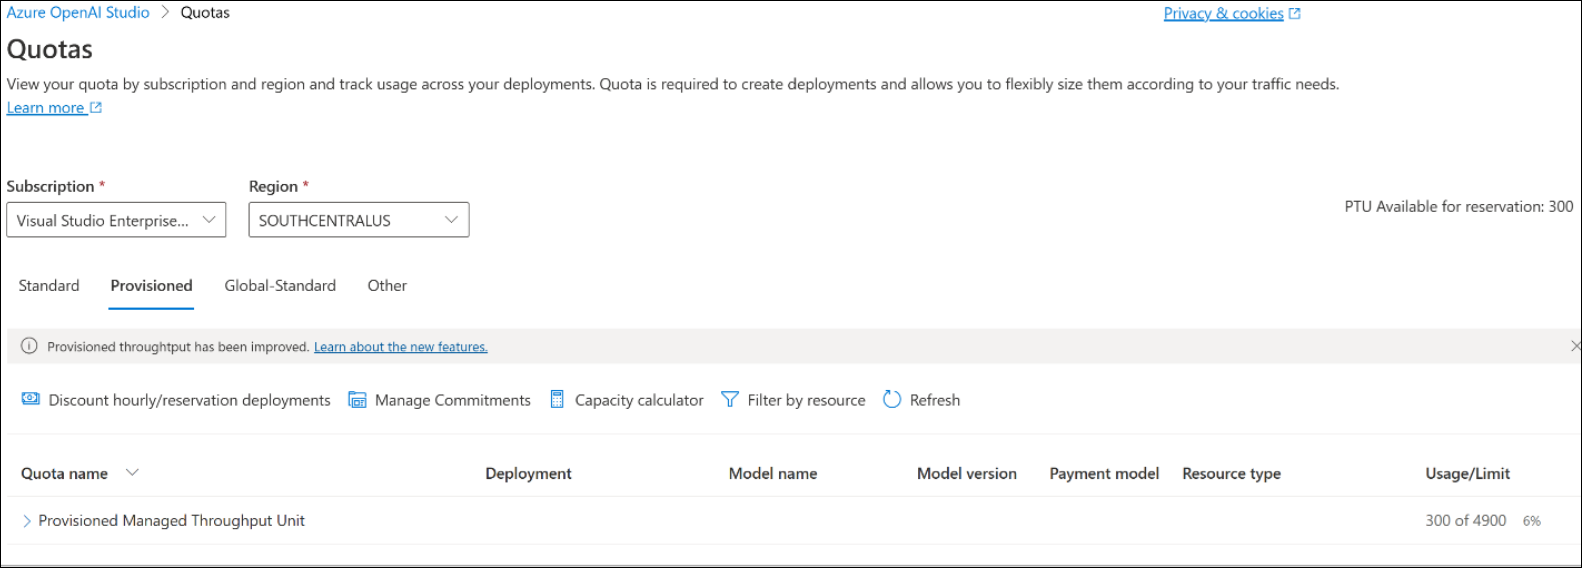 Azure OpenAI Studio > Quotas
Privacy & cookies
Quotas
View your quota by subscription and region and track usage across your deployments. Quota is required to create deployments and allows you to flexibly size them according to your traffic needs.
Learn more
Subscription *
Region *
Visual Studio Enterprise...
SOUTHCENTRALUS
PTU Available for reservation: 300
Standard Provisioned Global-Standard Other
Provisioned throughtput has been improved. Learn about the new features.
Discount hourly/reservation deployments Manage Commitments Capacity calculator Filter by resource Refresh
Quota name Deployment Model name Model version Payment model Resource type Usage/Limit
Provisioned Managed Throughput Unit 300 of 4900 6%